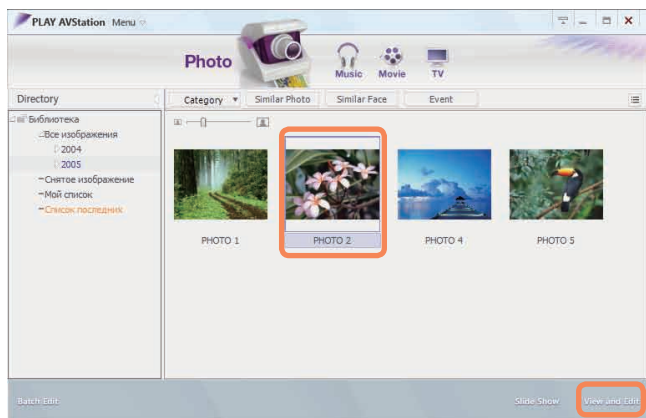 PLAY AVStation Menu
Photo
Music Movie TV
Directory
Category Similar Photo Similar Face Event
Библиотека
Все изображения
2004
2005
Снятое изображение
Мой список
Список последник
PHOTO 1 PHOTO 2 PHOTO 4 PHOTO 5
Batch Edit Slide Show View and Edit